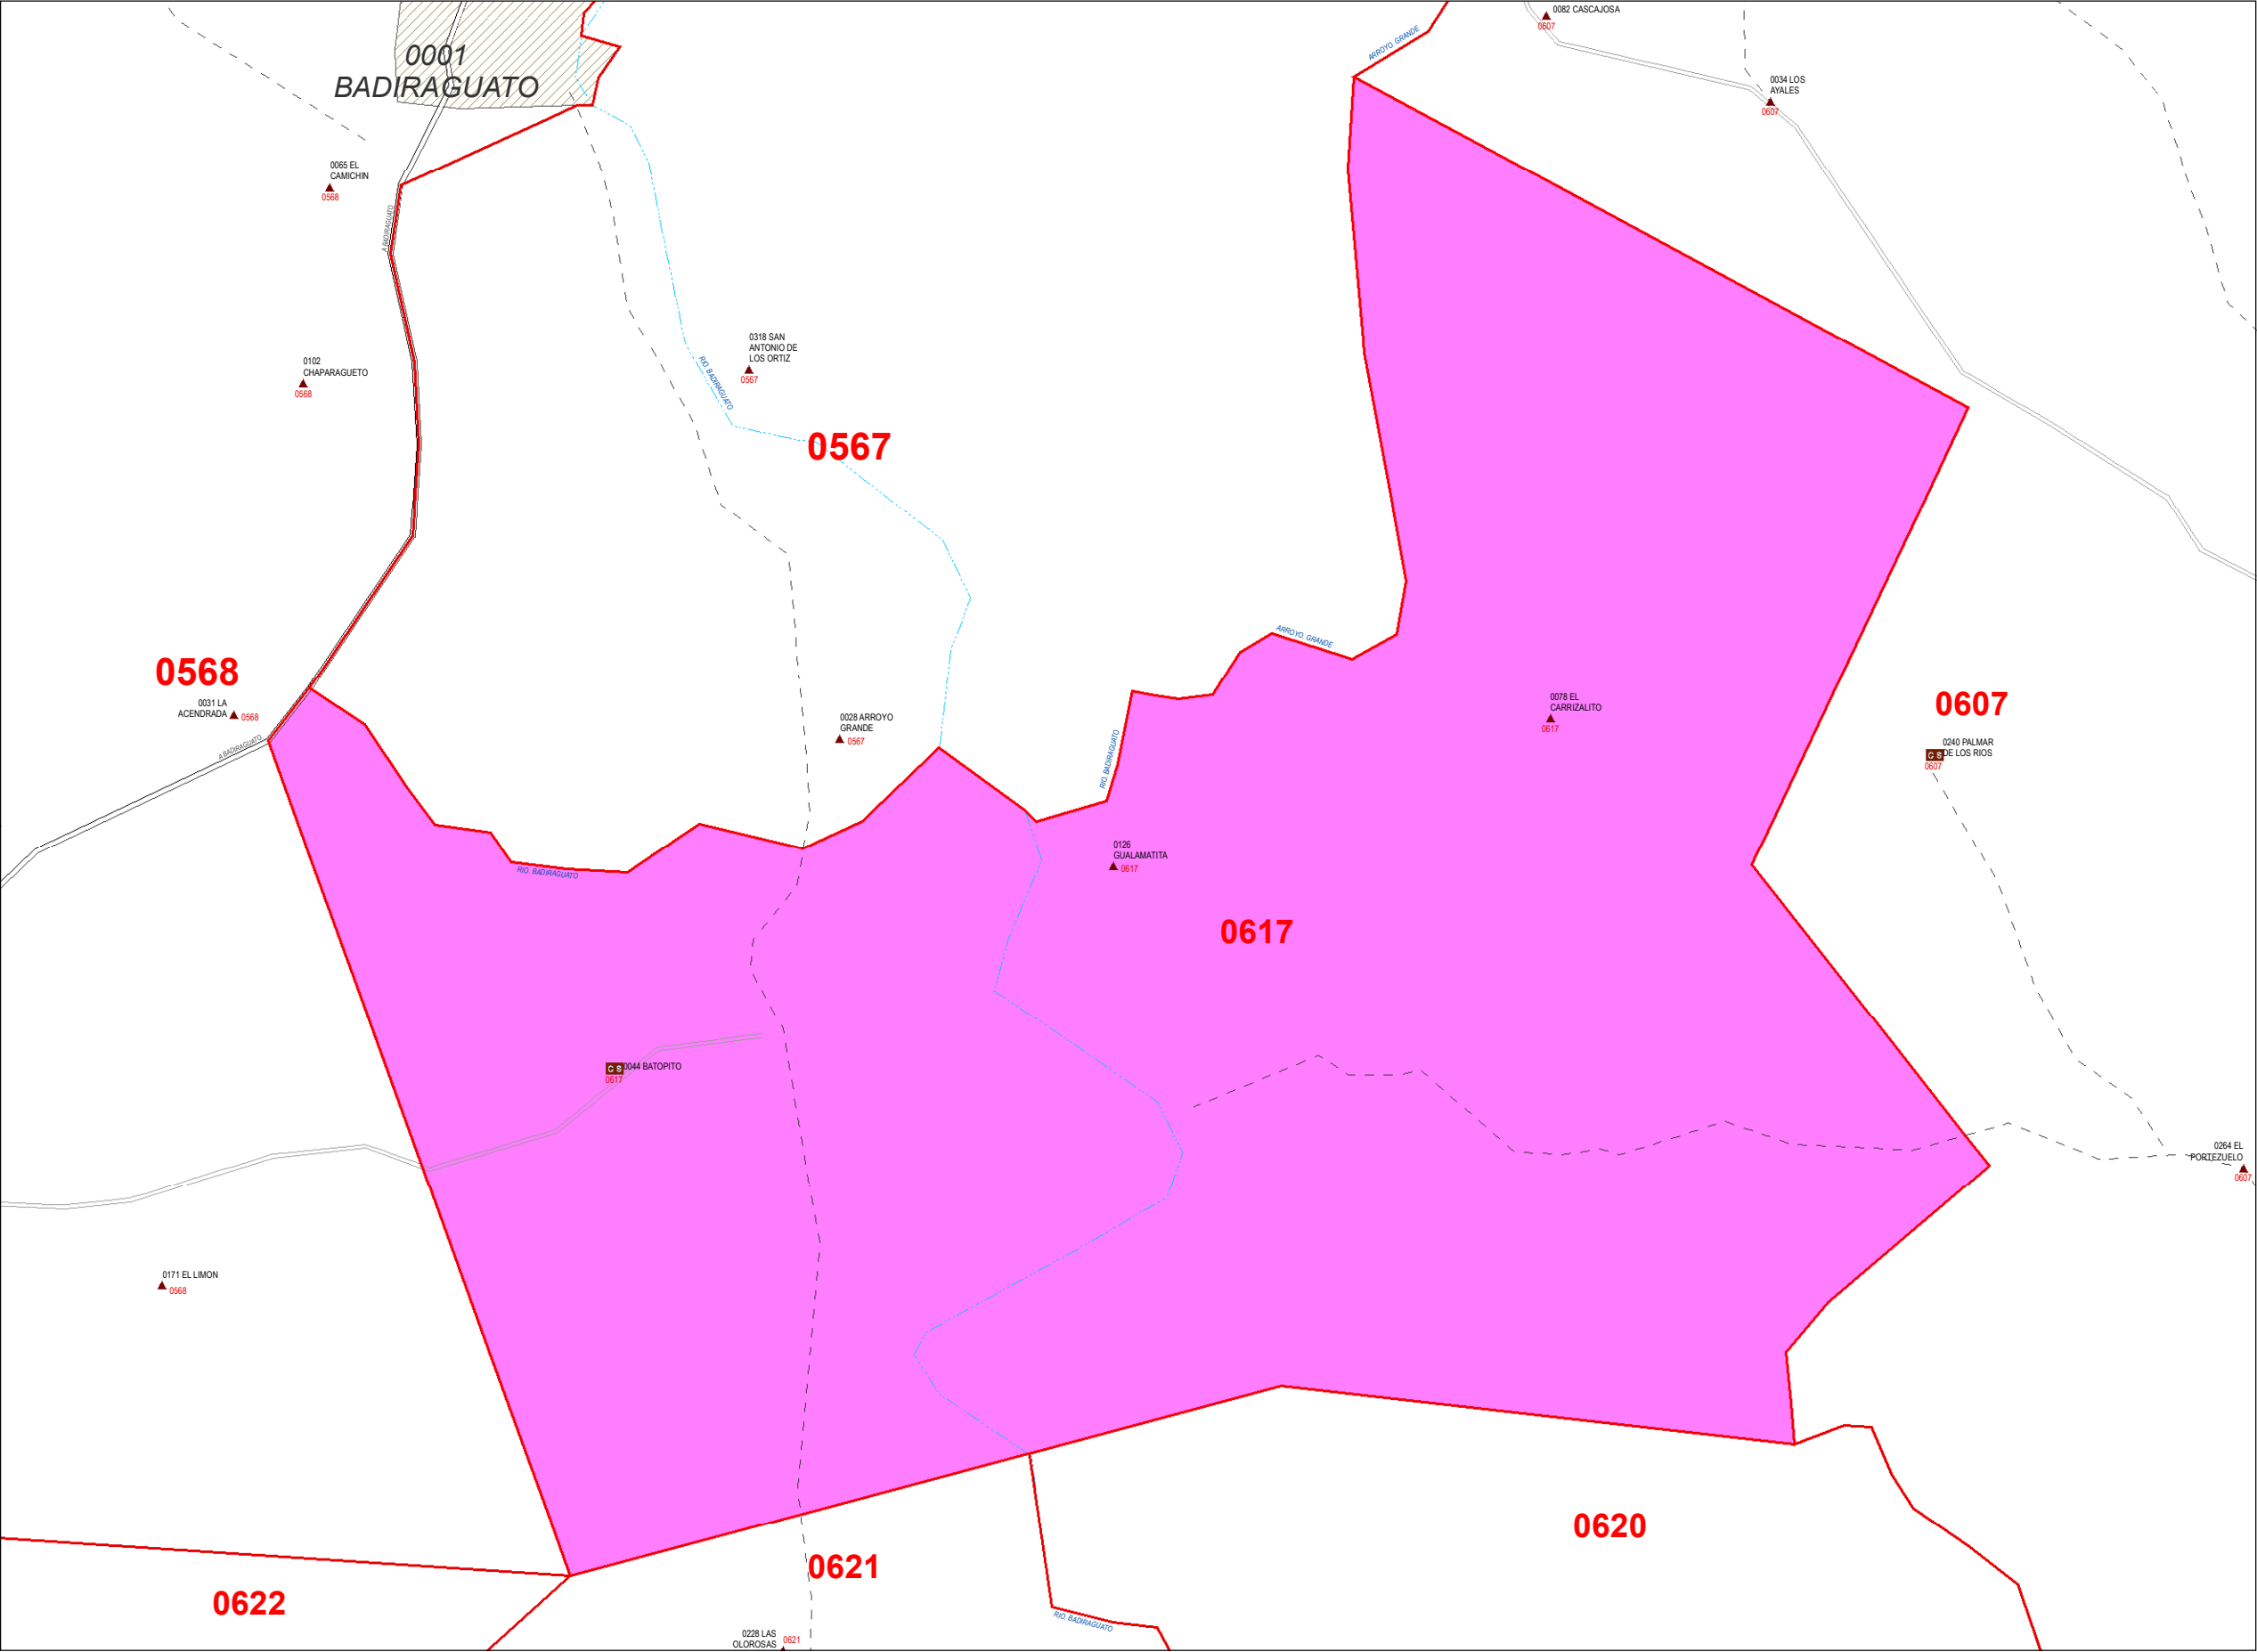 0082 CASCAJOSA
0607
ARROYO. GRANDE
0001
BADIRAGUATO
0034 LOS
AYALES
0607
0065 EL
CAMICHIN
0568
A BADIRAGUATO
0318 SAN
ANTONIO DE
LOS ORTIZ
0567
RIO. BADIRAGUATO
0102
CHAPARAGUETO
0568
0567
ARROYO. GRANDE
0568
0031 LA
ACENDRADA
0568
A BADIRAGUATO
0028 ARROYO
GRANDE
0567
RIO. BADIRAGUATO
0078 EL
CARRIZALITO
0617
0607
0240 PALMAR
DE LOS RIOS
C S
0607
0126
GUALAMATITA
0617
RIO. BADIRAGUATO
0617
C S
0044 BATOPITO
0617
0264 EL
PORTEZUELO
0607
0171 EL LIMON
0568
0620
0621
0622
RIO. BADIRAGUATO
0228 LAS
OLOROSAS
0621